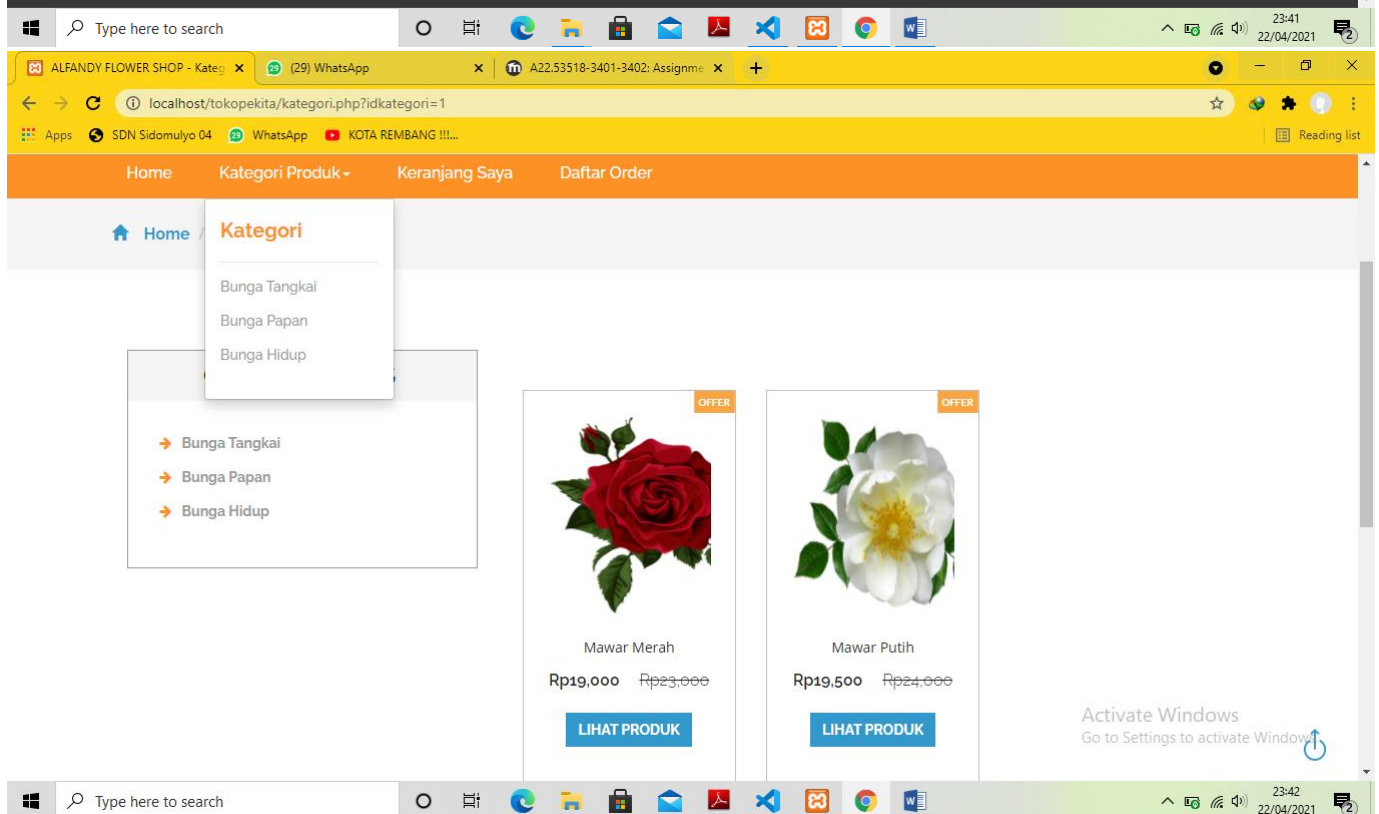 Type here to search
23:41
22/04/2021
2
ALFANDY FLOWER SHOP - Kateg
(29) WhatsApp
A22.53518-3401-3402: Assignme
localhost/tokopekita/kategori.php?idkategori=1
Apps SDN Sidomulyo 04 WhatsApp KOTA REMBANG !!!... Reading list
Home Kategori Produk Keranjang Saya Daftar Order
Home /
Kategori
Bunga Tangkai
Bunga Papan
Bunga Hidup
Bunga Tangkai
Bunga Papan
Bunga Hidup
OFFER
Mawar Merah
Rp19,000 Rp23,000
LIHAT PRODUK
OFFER
Mawar Putih
Rp19,500 Rp24,000
LIHAT PRODUK
Activate Windows
Go to Settings to activate Windows.
Type here to search
23:42
22/04/2021
2